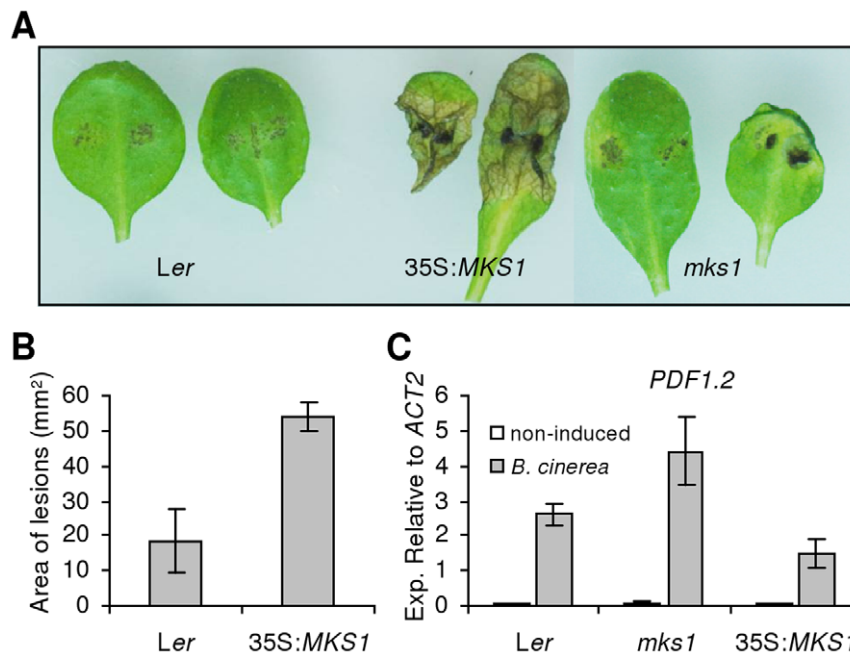 A
Ler 35S:MKS1 mks1
B
Area of lesions (mm²)
60
50
40
30
20
10
0
Ler 35S:MKS1
C
PDF1.2
Exp. Relative to ACT2
6
5
4
3
2
1
0
non-induced
B. cinerea
Ler mks1 35S:MKS1